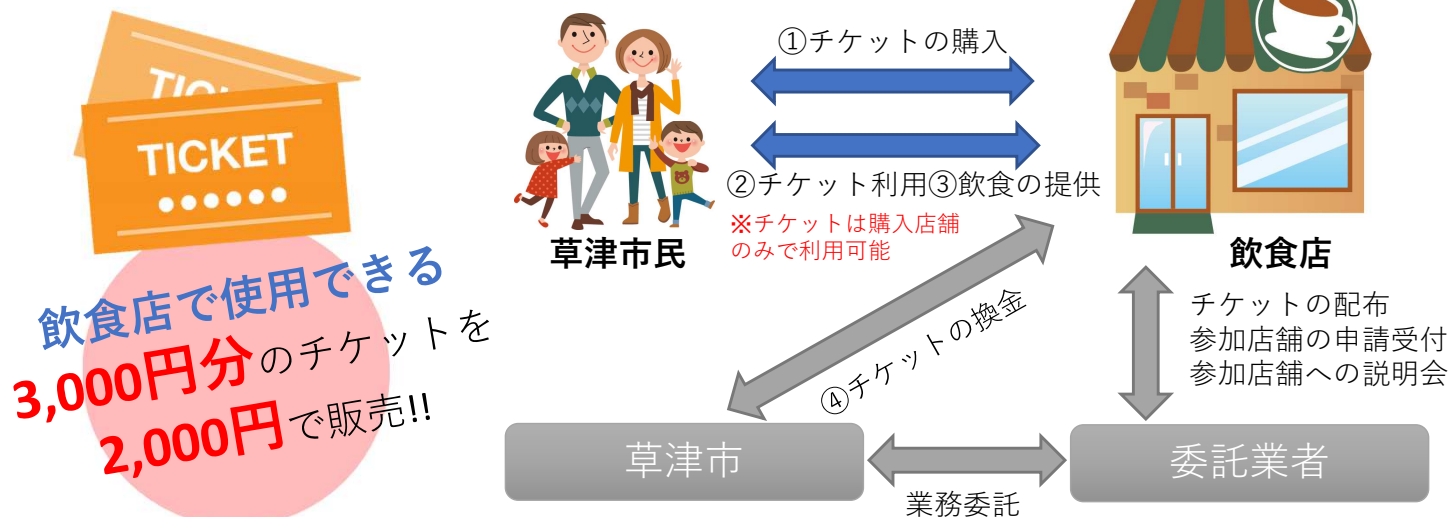 TICKET
TICKET
●●●●●●
飲食店で使用できる
3,000円分のチケットを
2,000円で販売!!
①チケットの購入
②チケット利用③飲食の提供
※チケットは購入店舗
のみで利用可能
草津市民
飲食店
④チケットの換金
チケットの配布
参加店舗の申請受付
参加店舗への説明会
草津市
委託業者
業務委託